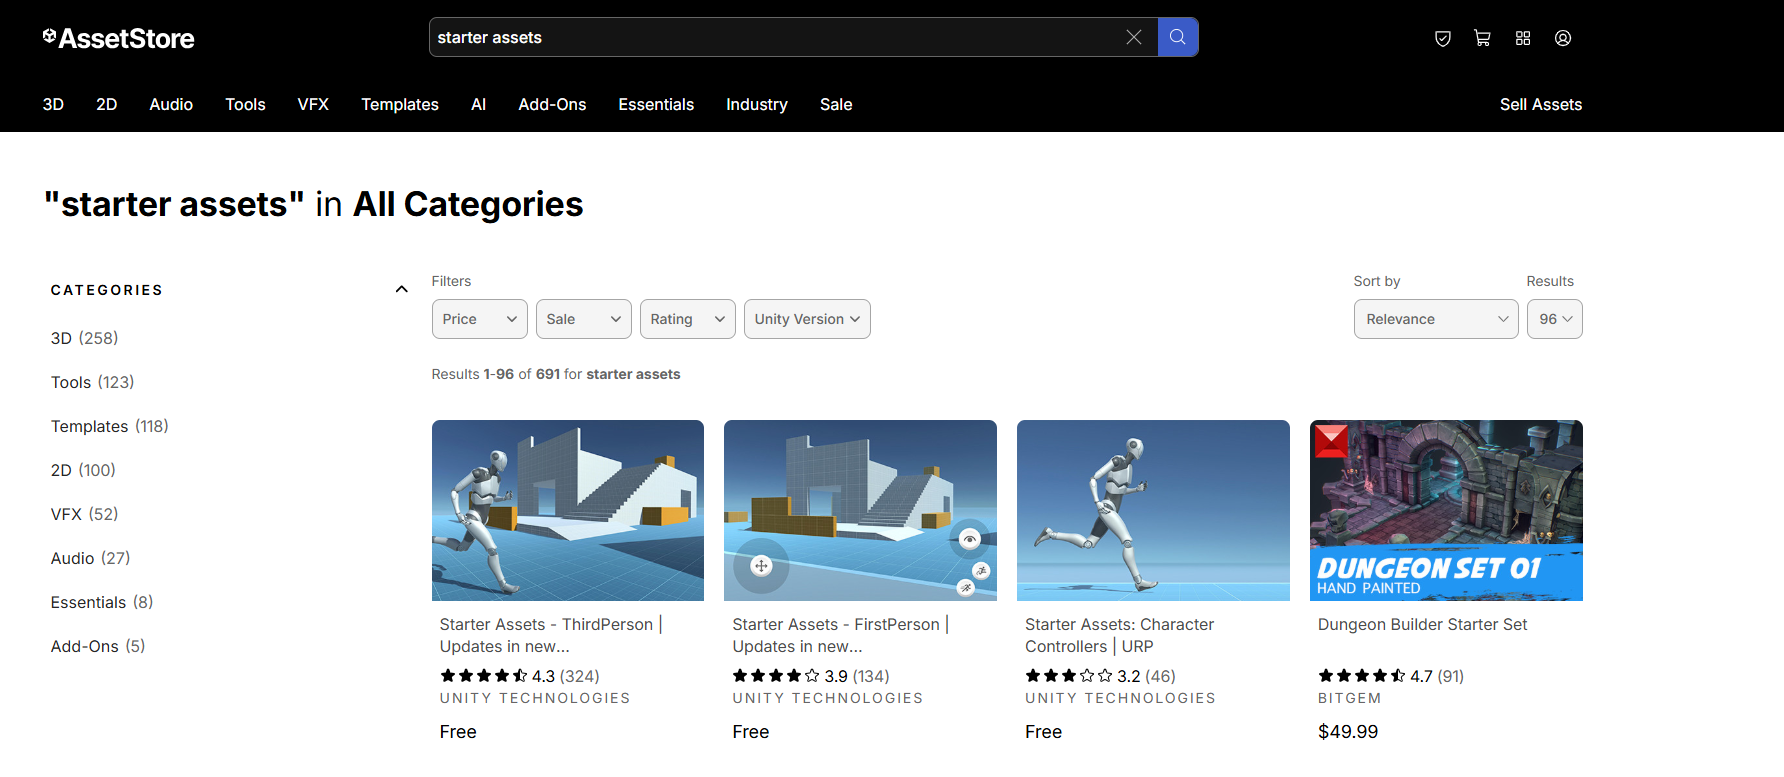 AssetStore
starter assets
3D 2D Audio Tools VFX Templates AI Add-Ons Essentials Industry Sale Sell Assets
"starter assets" in All Categories
CATEGORIES
3D (258)
Tools (123)
Templates (118)
2D (100)
VFX (52)
Audio (27)
Essentials (8)
Add-Ons (5)
Filters
Price Sale Rating Unity Version
Sort by
Relevance
Results
96
Results 1-96 of 691 for starter assets
Starter Assets - ThirdPerson |
Updates in new...
4.3 (324)
UNITY TECHNOLOGIES
Free
Starter Assets - FirstPerson |
Updates in new...
3.9 (134)
UNITY TECHNOLOGIES
Free
Starter Assets: Character
Controllers | URP
3.2 (46)
UNITY TECHNOLOGIES
Free
DUNGEON SET 01
HAND PAINTED
Dungeon Builder Starter Set
4.7 (91)
BITGEM
$49.99